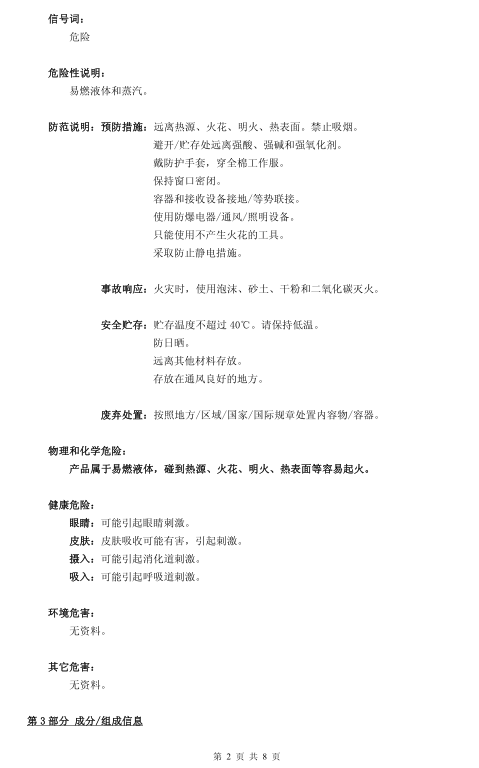 信号词：
危险
危险性说明：
易燃液体和蒸汽。
防范说明：预防措施：远离热源、火花、明火、热表面。禁止吸烟。
避开/贮存处远离强酸、强碱和强氧化剂。
戴防护手套，穿全棉工作服。
保持窗口密闭。
容器和接收设备接地/等势联接。
使用防爆电器/通风/照明设备。
只能使用不产生火花的工具。
采取防止静电措施。
事故响应：火灾时，使用泡沫、砂土、干粉和二氧化碳灭火。
安全贮存：贮存温度不超过 40℃。请保持低温。
防日晒。
远离其他材料存放。
存放在通风良好的地方。
废弃处置：按照地方/区域/国家/国际规章处置内容物/容器。
物理和化学危险：
产品属于易燃液体，碰到热源、火花、明火、热表面等容易起火。
健康危险：
眼睛：可能引起眼睛刺激。
皮肤：皮肤吸收可能有害，引起刺激。
摄入：可能引起消化道刺激。
吸入：可能引起呼吸道刺激。
环境危害：
无资料。
其它危害：
无资料。
第 3 部分 成分/组成信息
第 2 页 共 8 页